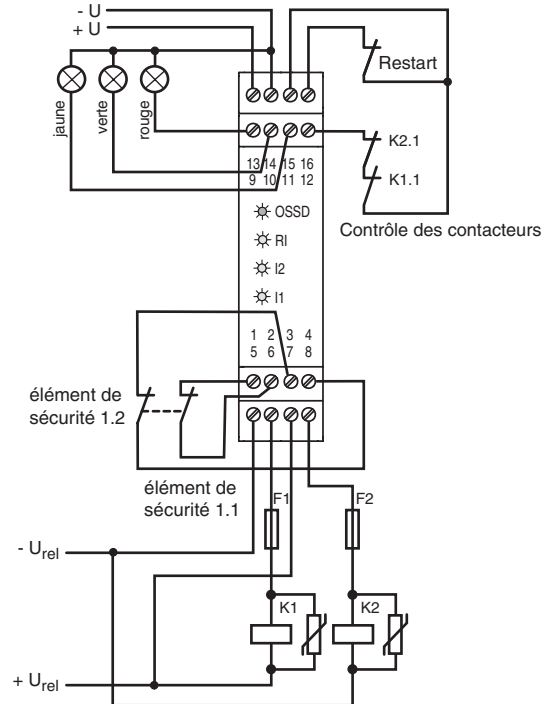 - U
+ U
Restart
jaune
verte
rouge
K2.1
13 14 15 16
9 10 11 12
K1.1
OSSD
Contrôle des contacteurs
RI
I2
I1
1 2 3 4
5 6 7 8
élément de
sécurité 1.2
élément de
sécurité 1.1
F1
F2
- Urel
K1
K2
+ Urel